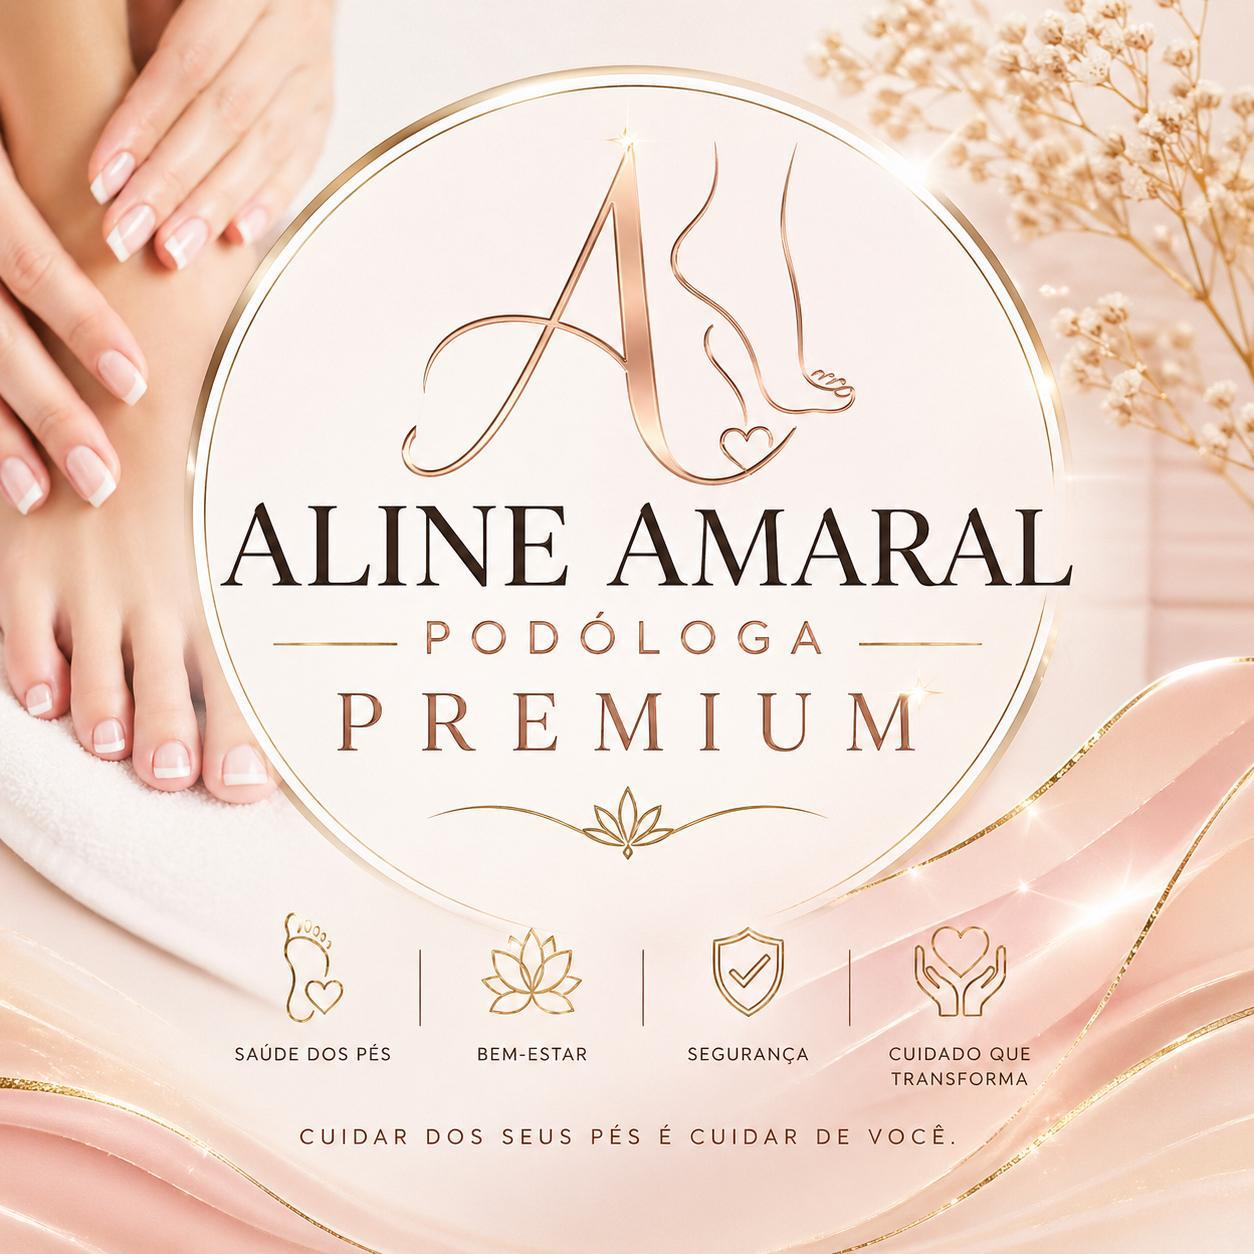 ALINE AMARAL
PODÓLOGA
PREMIUM
SAÚDE DOS PÉS
BEM-ESTAR
SEGURANÇA
CUIDADO QUE
TRANSFORMA
CUIDAR DOS SEUS PÉS É CUIDAR DE VOCÊ.